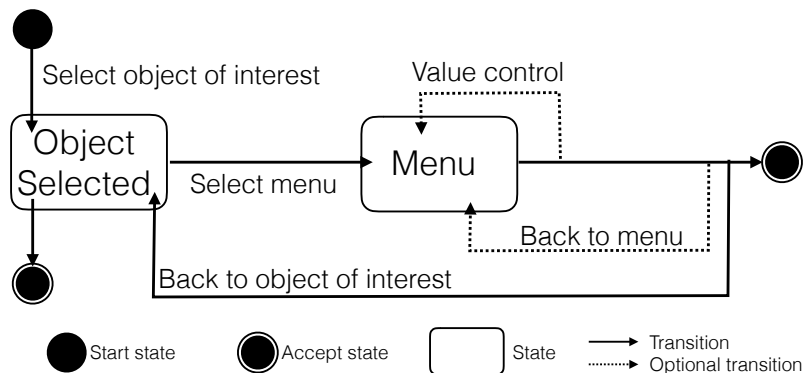 Select object of interest
Value control
Object
Selected
Menu
Select menu
Back to menu
Back to object of interest
Start state
Accept state
State
Transition
Optional transition